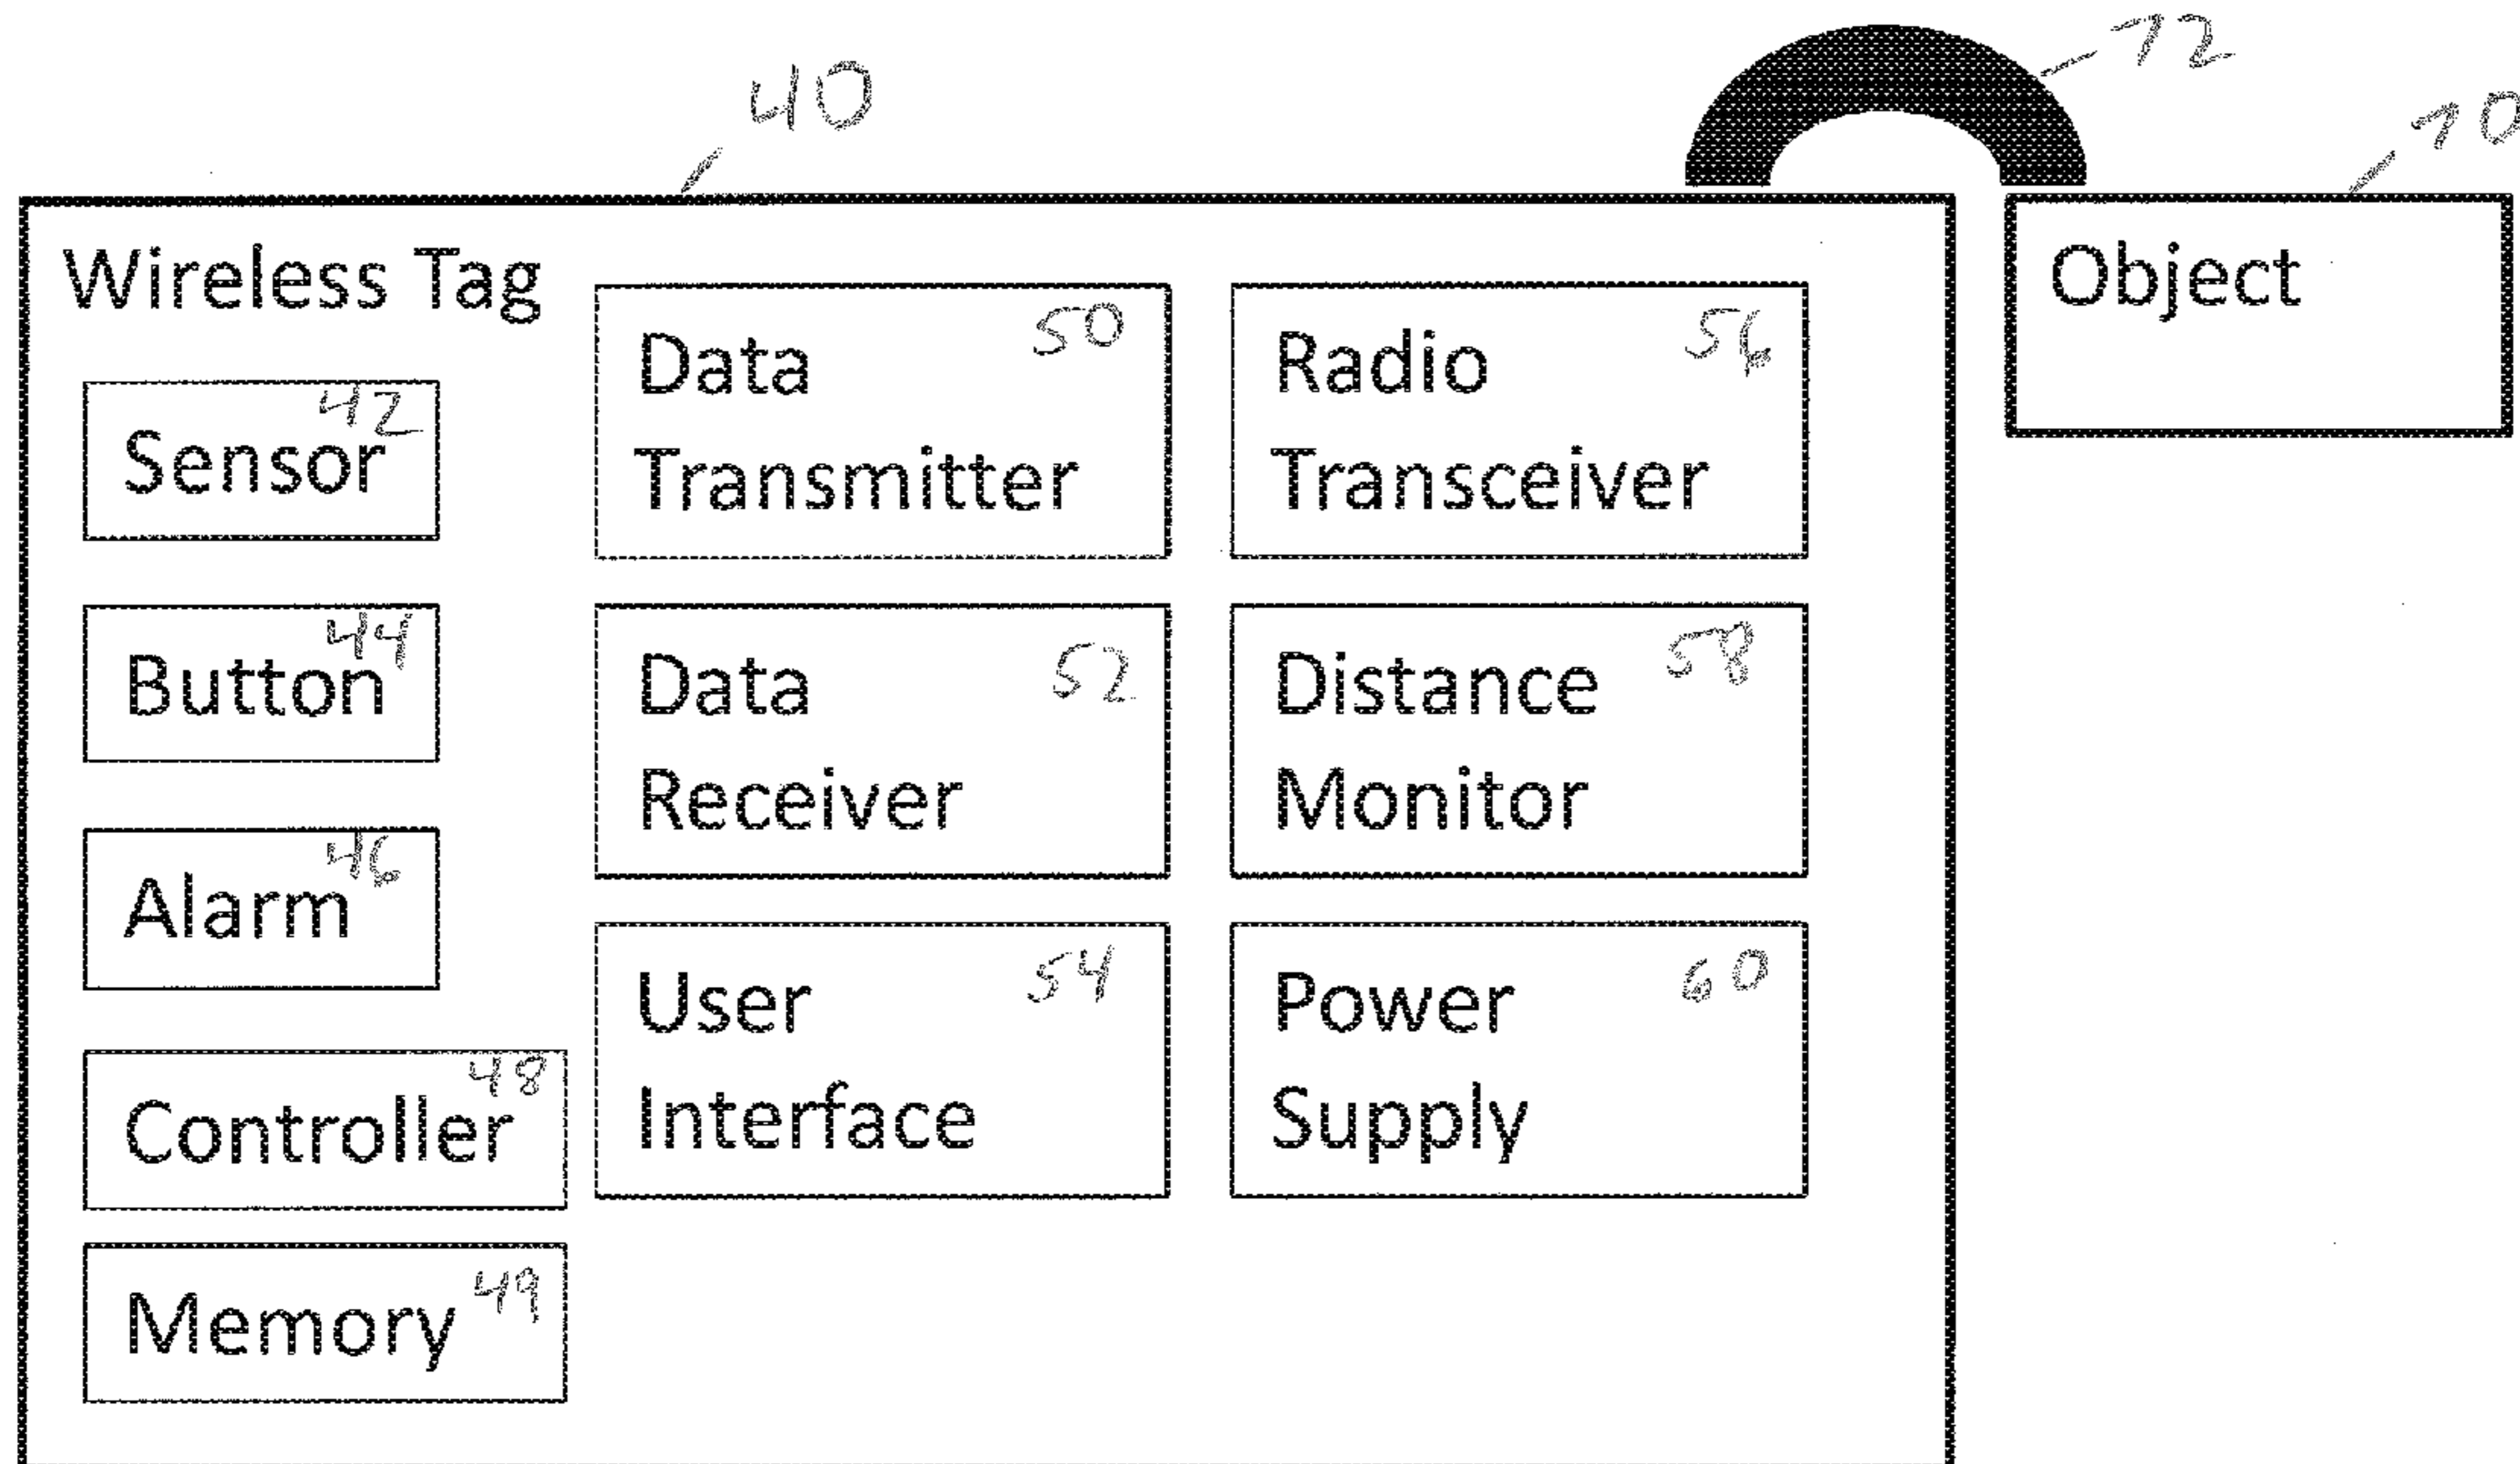 72
40
70
Wireless Tag
Object
Data 50
Transmitter
Radio 56
Transceiver
42
Sensor
44
Button
Data 52
Receiver
Distance 58
Monitor
46
Alarm
User 54
Interface
Power 60
Supply
48
Controller
Memory 49